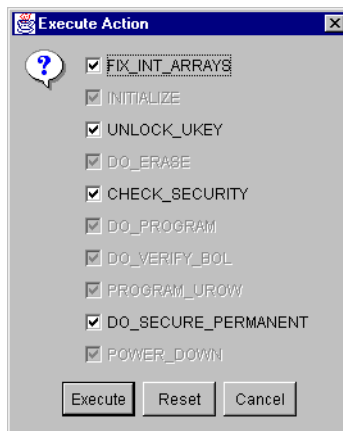 Execute Action
FIX_INT_ARRAYS
INITIALIZE
UNLOCK_UKEY
DO_ERASE
CHECK_SECURITY
DO_PROGRAM
DO_VERIFY_BOL
PROGRAM_UROW
DO_SECURE_PERMANENT
POWER_DOWN
Execute Reset Cancel